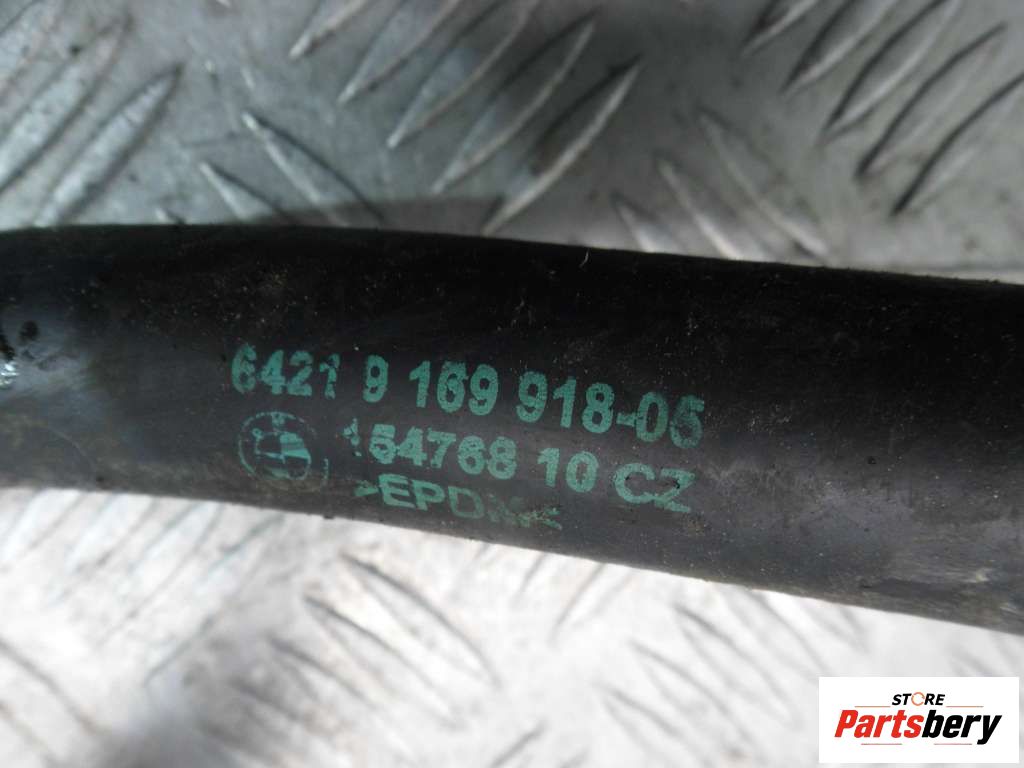 6421 9 169 918-05
154768 10 CZ
>EPDM<
STORE
Partsbery